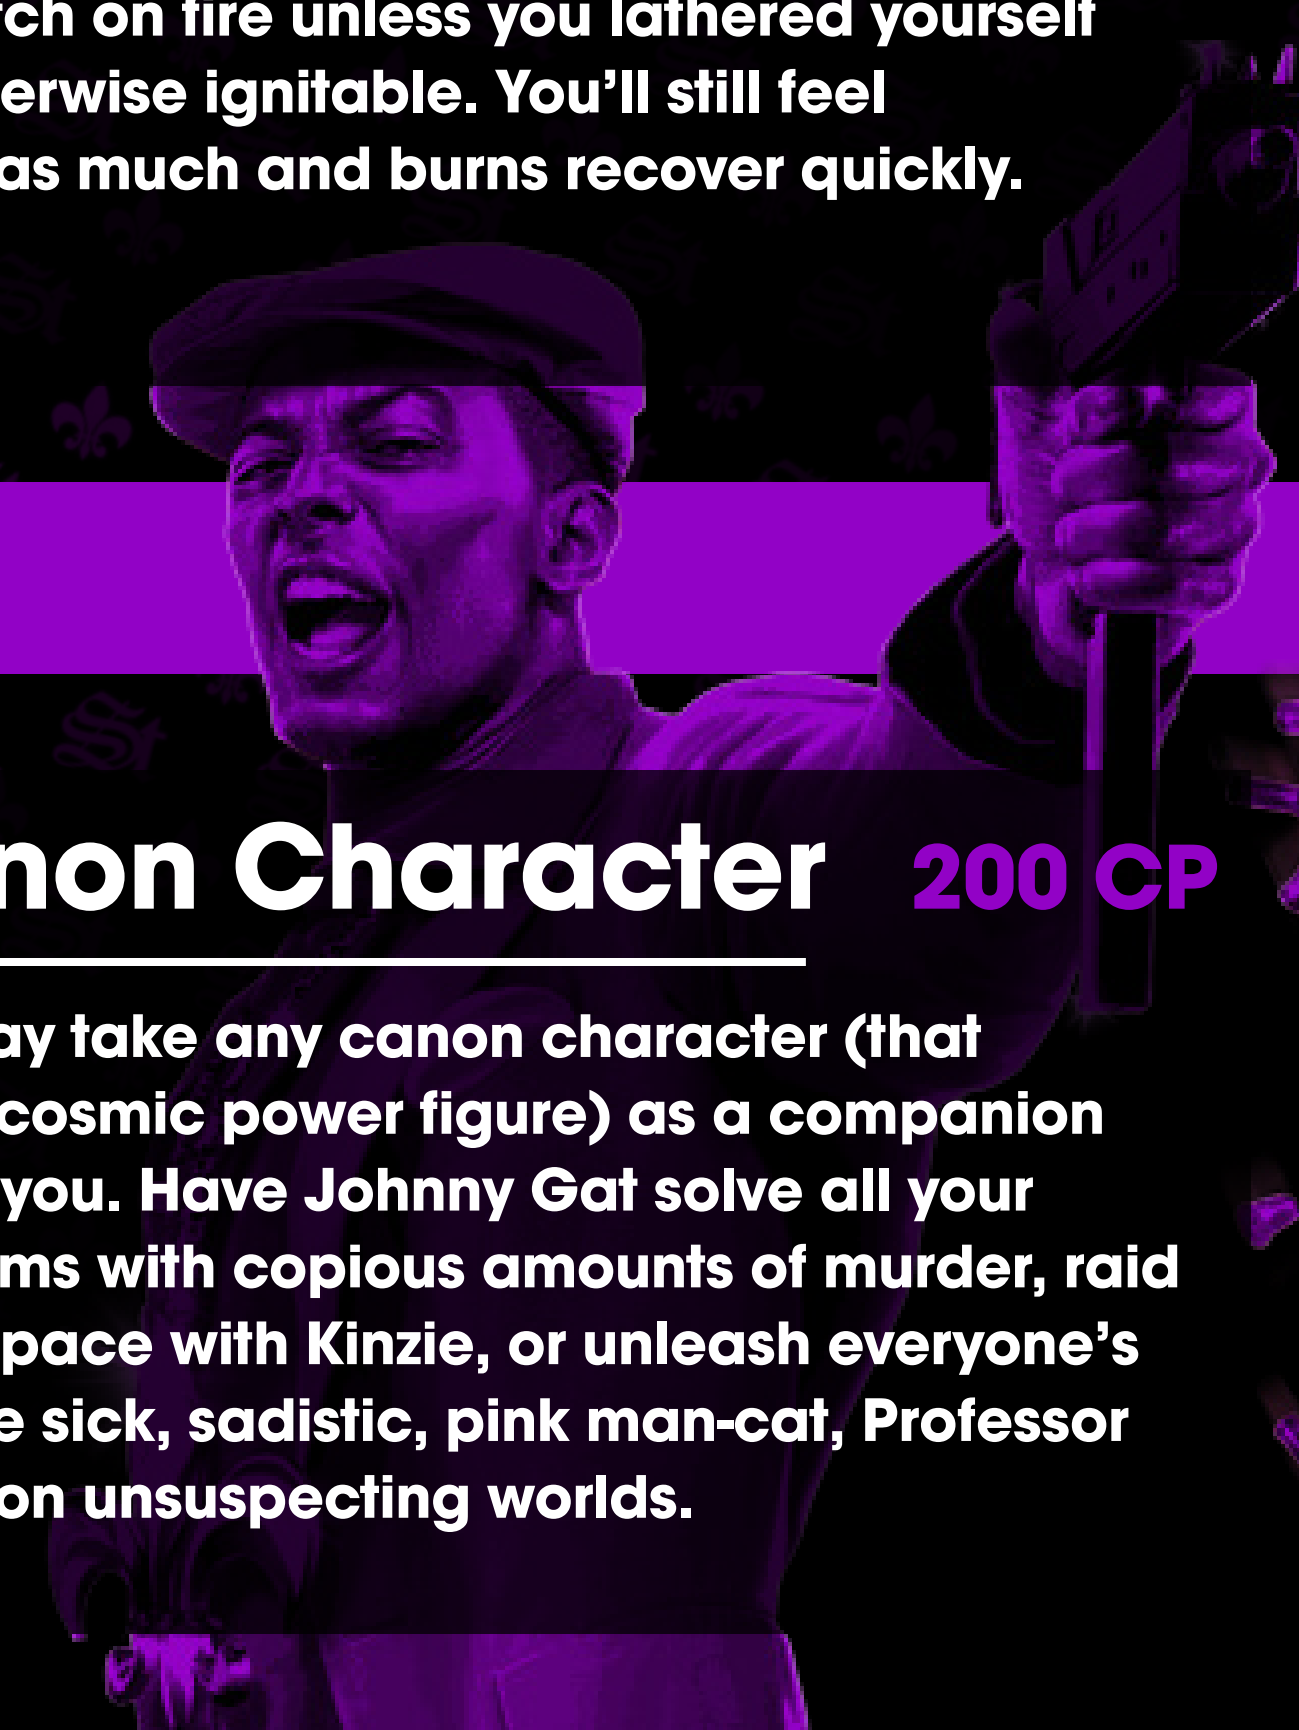 tch on fire unless you lathered yourself
erwise ignitable. You’ll still feel
as much and burns recover quickly.
non Character 200 CP
ay take any canon character (that
cosmic power figure) as a companion
you. Have Johnny Gat solve all your
ms with copious amounts of murder, raid
pace with Kinzie, or unleash everyone’s
e sick, sadistic, pink man-cat, Professor
on unsuspecting worlds.